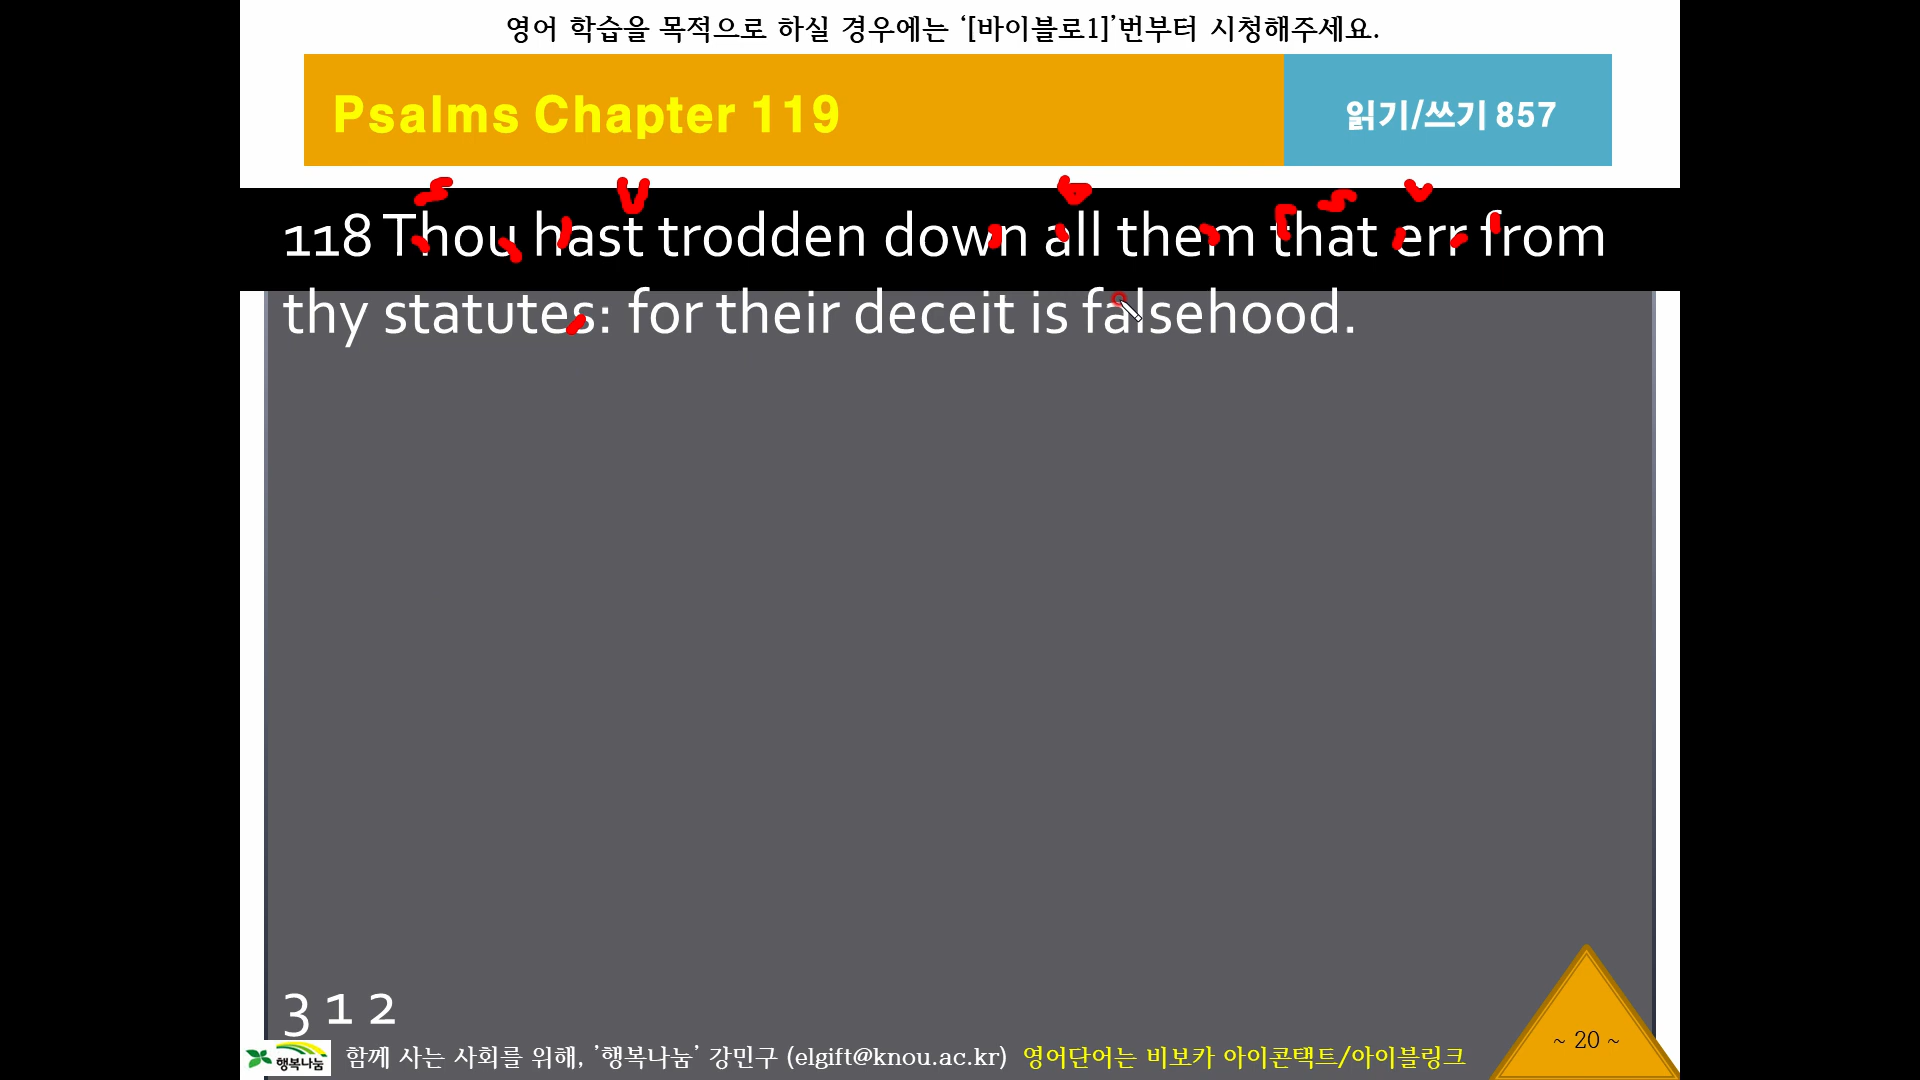 영어 학습을 목적으로 하실 경우에는 ‘[바이블로1]’번부터 시청해주세요.
Psalms Chapter 119
읽기/쓰기 857
118 Thou hast trodden down all them that err from
thy statutes: for their deceit is falsehood.
3 1 2
행복나눔
함께 사는 사회를 위해, ’행복나눔’ 강민구 (elgift@knou.ac.kr) 영어단어는 비보카 아이콘택트/아이블링크
~ 20 ~